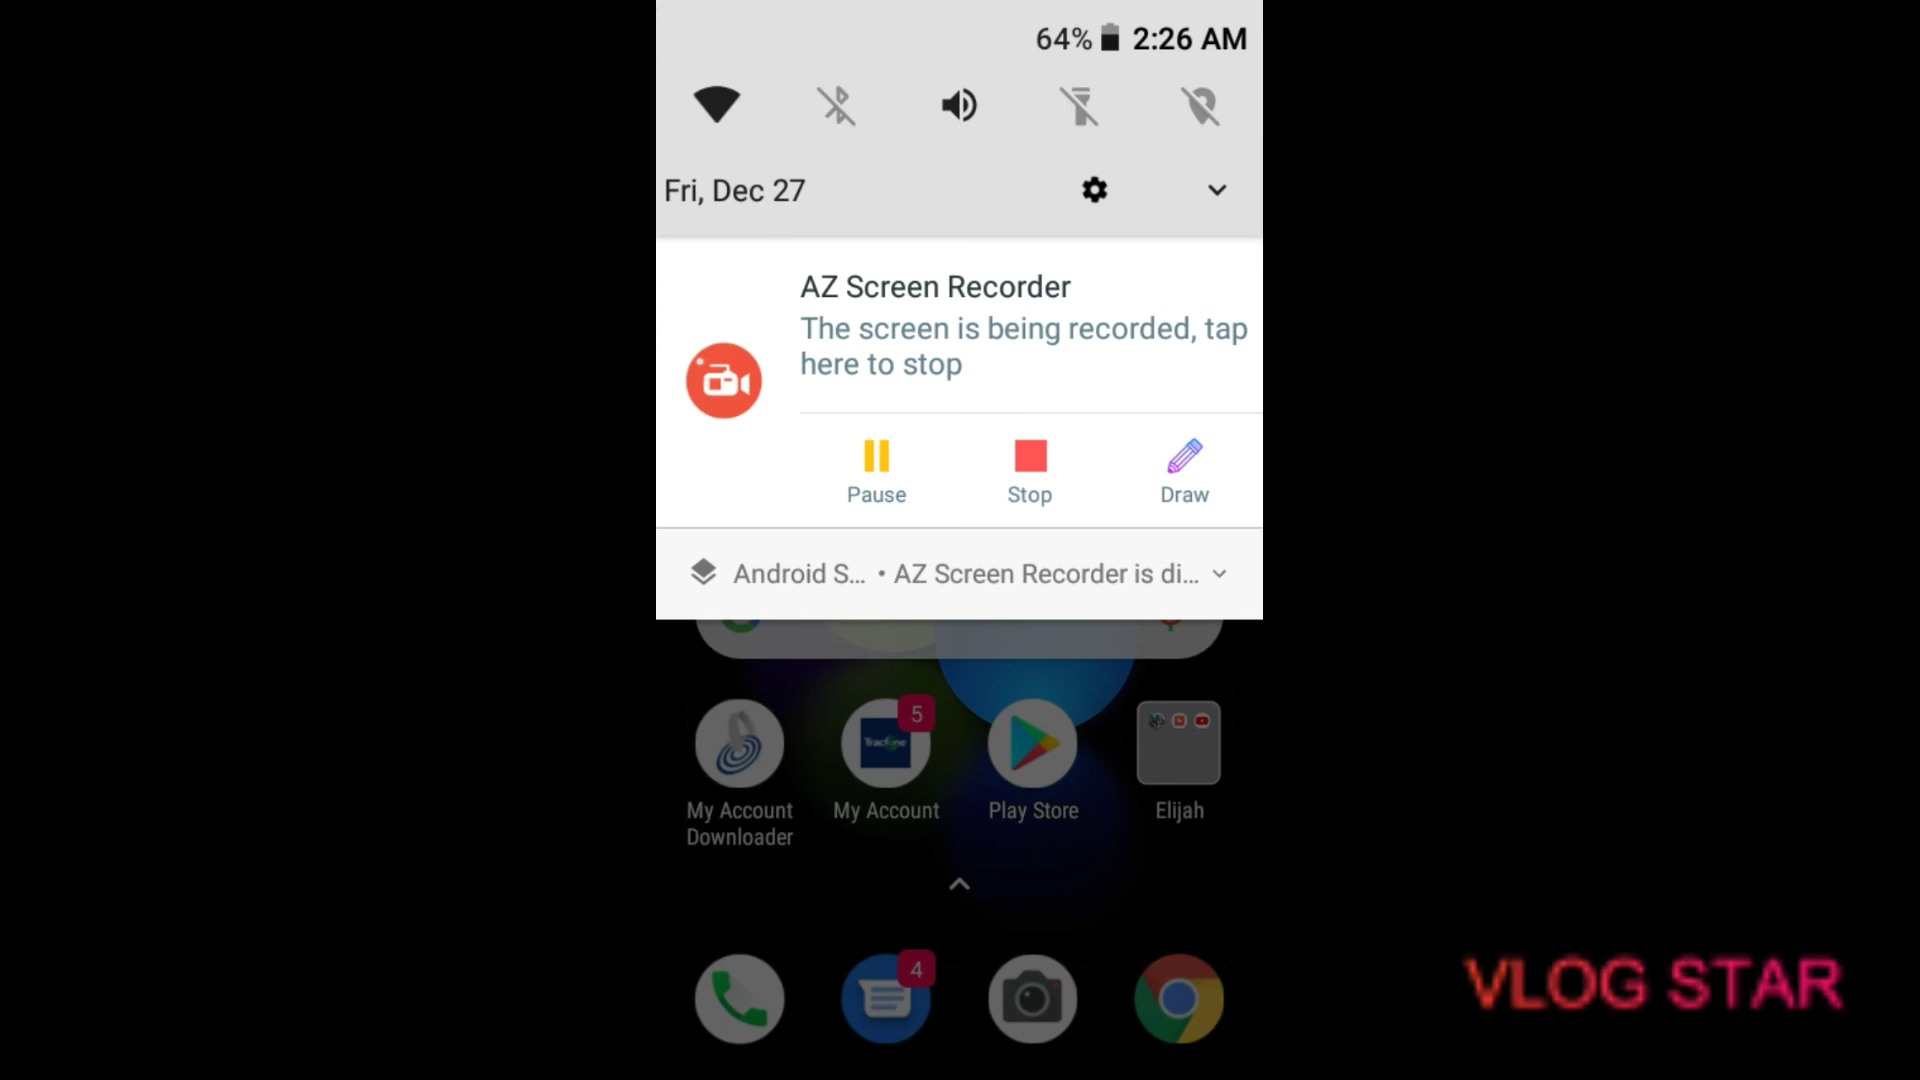 64% 2:26 AM
Fri, Dec 27
AZ Screen Recorder
The screen is being recorded, tap
here to stop
Pause Stop Draw
Android S... • AZ Screen Recorder is di...
5
Tracfone
My Account
Downloader
My Account
Play Store
Elijah
4
VLOG STAR